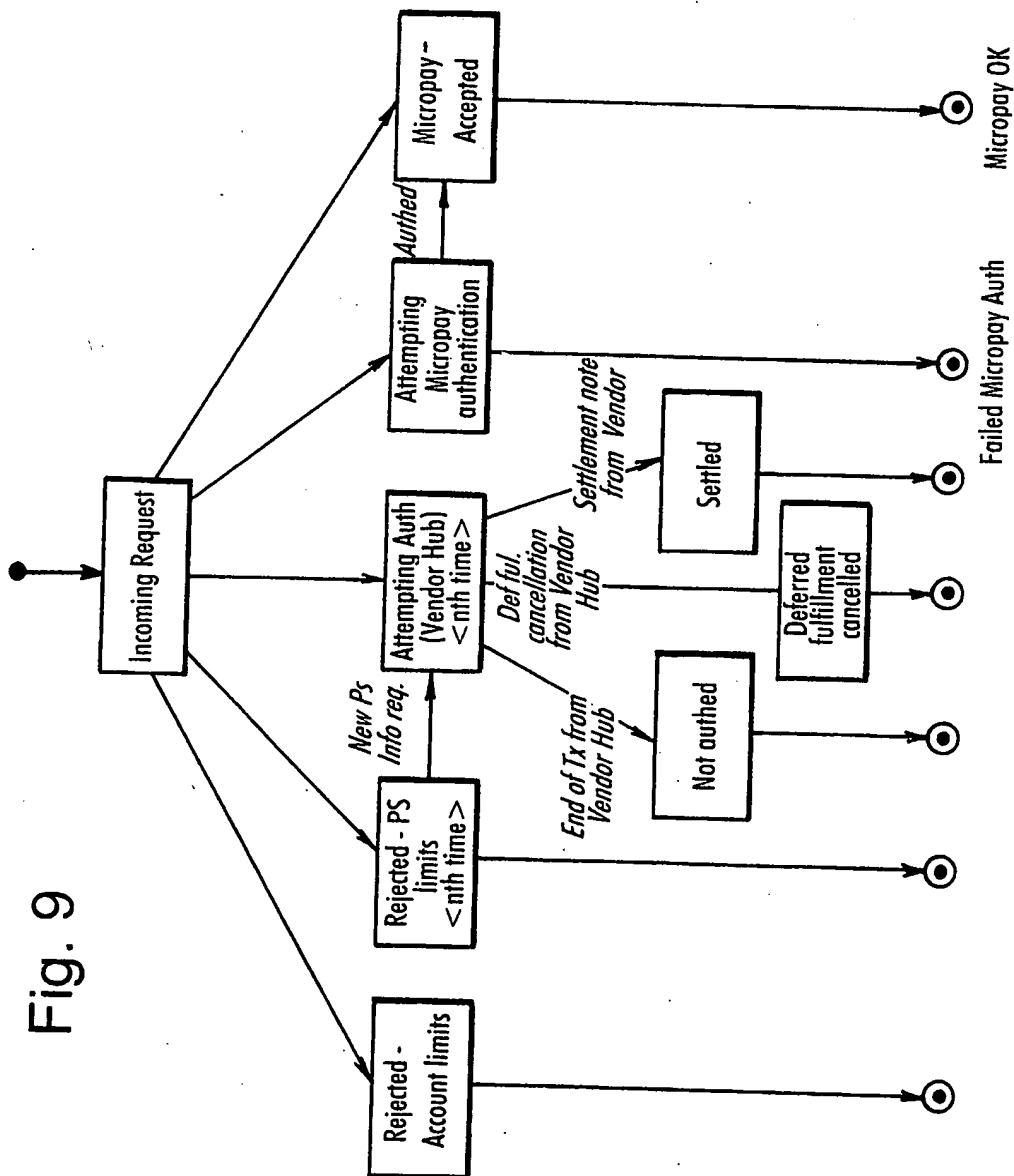 Fig. 9
Incoming Request
Rejected -
Account limits
Rejected - PS
limits
< nth time >
New Ps
Info req.
Attempting Auth
(Vendor Hub)
< nth time >
Attempting
Micropay
authentication
Authed
Micropay -
Accepted
End of Tx from
Vendor Hub
Def ful.
cancellation
from Vendor
Hub
Settlement note
from Vendor
Not authed
Deferred
fulfillment
cancelled
Settled
Failed Micropay Auth
Micropay OK